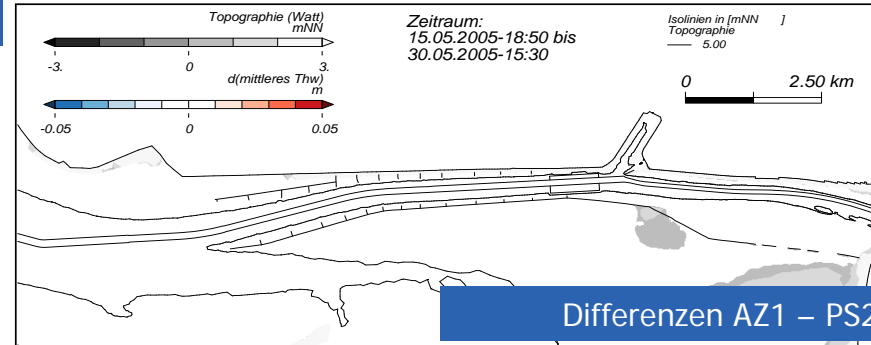 Topographie (Watt)
mNN
-3. 0 3.
d(mittleres Thw)
m
-0.05 0 0.05
Zeitraum:
15.05.2005-18:50 bis
30.05.2005-15:30
Isolinien in [mNN ]
Topographie
5.00
0 2.50 km
Differenzen AZ1 – PS2